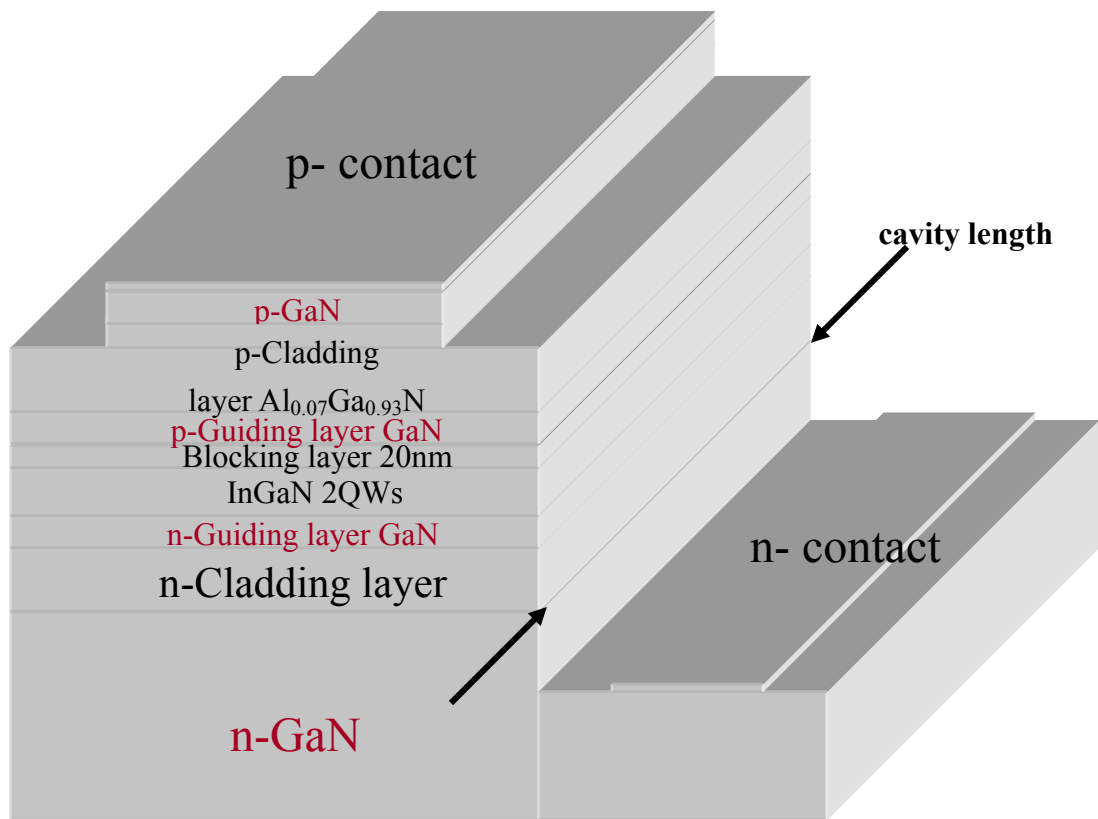 p- contact
cavity length
p-GaN
p-Cladding
layer Al₀.₀₇Ga₀.₉₃N
p-Guiding layer GaN
Blocking layer 20nm
InGaN 2QWs
n-Guiding layer GaN
n-Cladding layer
n- contact
n-GaN